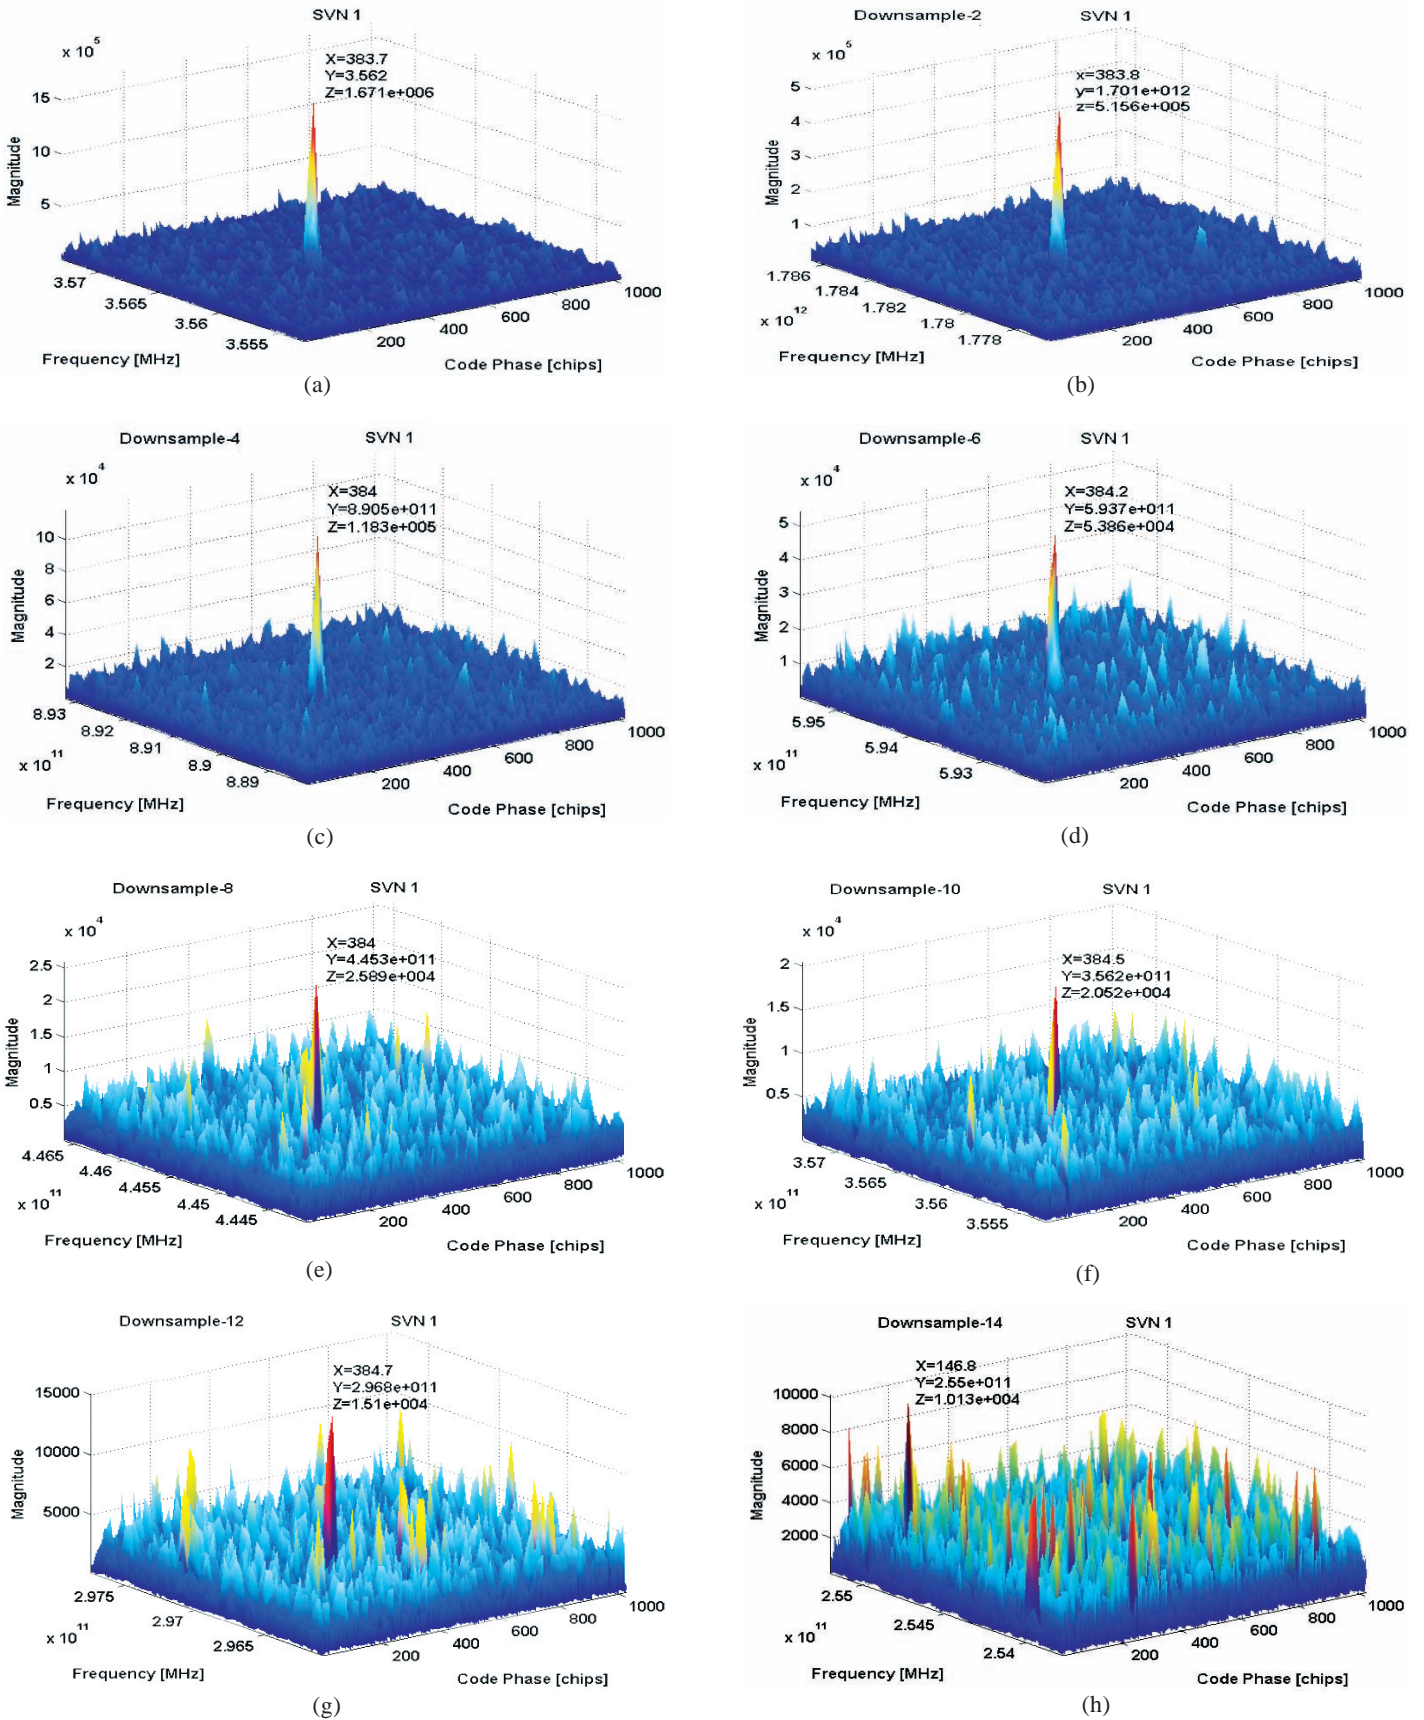 SVN 1
x 10^5
X=383.7
Y=3.562
Z=1.671e+006
15
10
5
Magnitude
3.57
3.565
3.56
3.555
Frequency [MHz]
200
400
600
800
1000
Code Phase [chips]
(a)
Downsample-2
SVN 1
x 10^5
x=383.8
y=1.701e+012
z=5.156e+005
5
4
3
2
1
Magnitude
1.786
1.784
1.782
1.78
1.778
x 10^12
Frequency [MHz]
200
400
600
800
1000
Code Phase [chips]
(b)
Downsample-4
SVN 1
x 10^4
X=384
Y=8.905e+011
Z=1.183e+005
10
8
6
4
2
Magnitude
8.93
8.92
8.91
8.9
8.89
x 10^11
Frequency [MHz]
200
400
600
800
1000
Code Phase [chips]
(c)
Downsample-6
SVN 1
x 10^4
X=384.2
Y=5.937e+011
Z=5.386e+004
5
4
3
2
1
Magnitude
5.95
5.94
5.93
x 10^11
Frequency [MHz]
200
400
600
800
1000
Code Phase [chips]
(d)
Downsample-8
SVN 1
x 10^4
X=384
Y=4.453e+011
Z=2.589e+004
2.5
2
1.5
1
0.5
Magnitude
4.465
4.46
4.455
4.45
4.445
x 10^11
Frequency [MHz]
200
400
600
800
1000
Code Phase [chips]
(e)
Downsample-10
SVN 1
x 10^4
X=384.5
Y=3.562e+011
Z=2.052e+004
2
1.5
1
0.5
Magnitude
3.57
3.565
3.56
3.555
x 10^11
Frequency [MHz]
200
400
600
800
1000
Code Phase [chips]
(f)
Downsample-12
SVN 1
X=384.7
Y=2.968e+011
Z=1.51e+004
15000
10000
5000
Magnitude
2.975
2.97
2.965
x 10^11
Frequency [MHz]
200
400
600
800
1000
Code Phase [chips]
(g)
Downsample-14
SVN 1
X=146.8
Y=2.55e+011
Z=1.013e+004
10000
8000
6000
4000
2000
Magnitude
2.55
2.545
2.54
x 10^11
Frequency [MHz]
200
400
600
800
1000
Code Phase [chips]
(h)